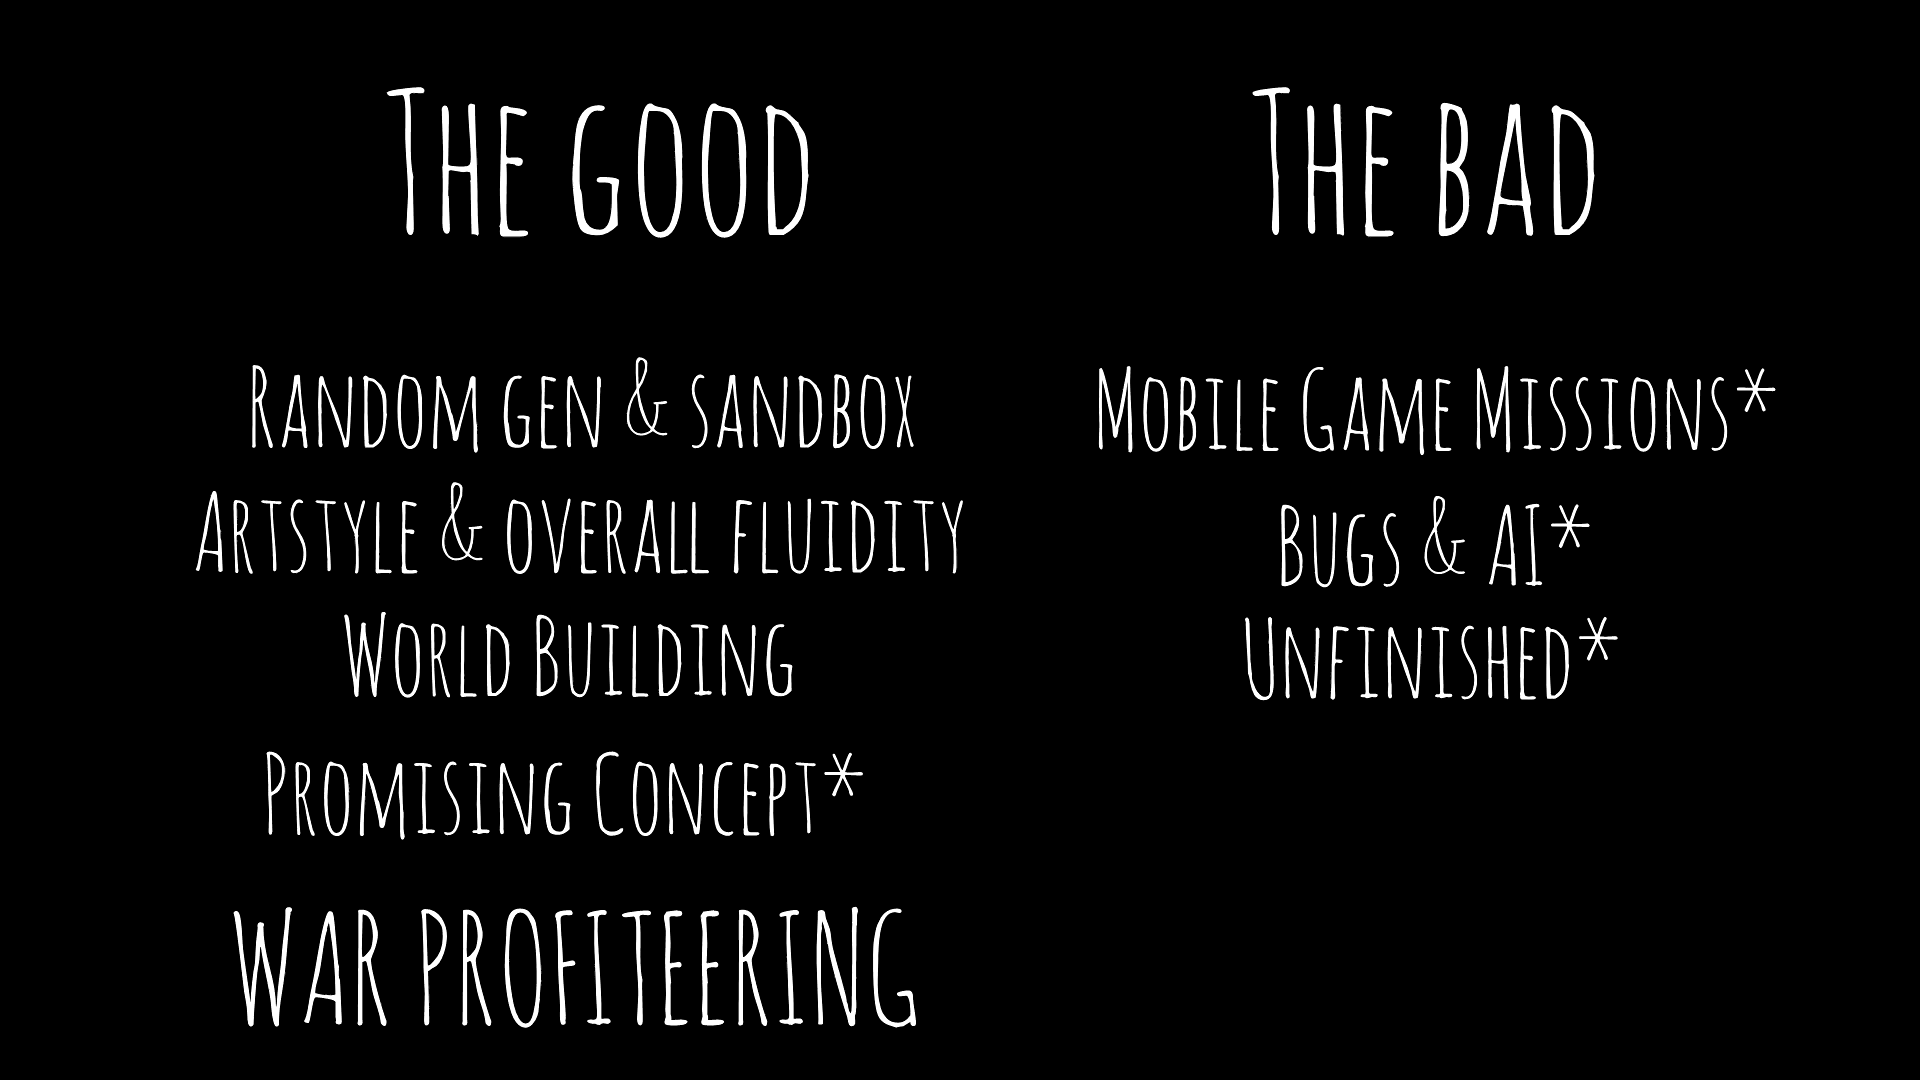 The good
Random gen & sandbox
Artstyle & overall fluidity
World Building
Promising Concept*
WAR PROFITEERING
The bad
Mobile Game Missions*
Bugs & AI*
Unfinished*